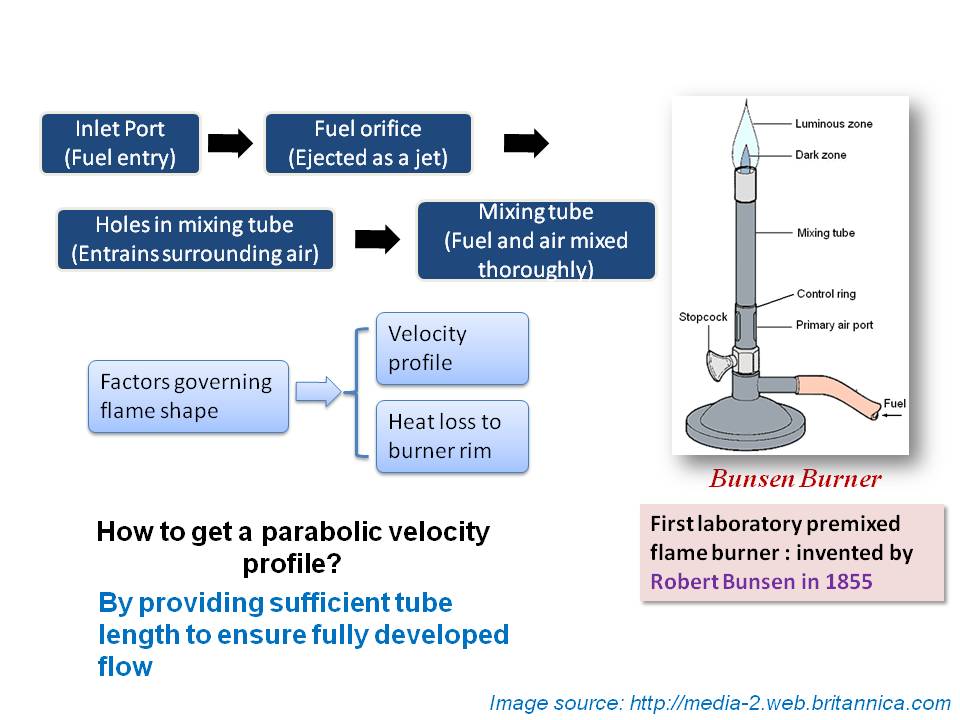 Inlet Port
(Fuel entry)
Fuel orifice
(Ejected as a jet)
Holes in mixing tube
(Entrains surrounding air)
Mixing tube
(Fuel and air mixed
thoroughly)
Factors governing
flame shape
Velocity
profile
Heat loss to
burner rim
How to get a parabolic velocity
profile?
By providing sufficient tube
length to ensure fully developed
flow
Luminous zone
Dark zone
Mixing tube
Control ring
Stopcock
Primary air port
Fuel
Bunsen Burner
First laboratory premixed
flame burner : invented by
Robert Bunsen in 1855
Image source: http://media-2.web.britannica.com